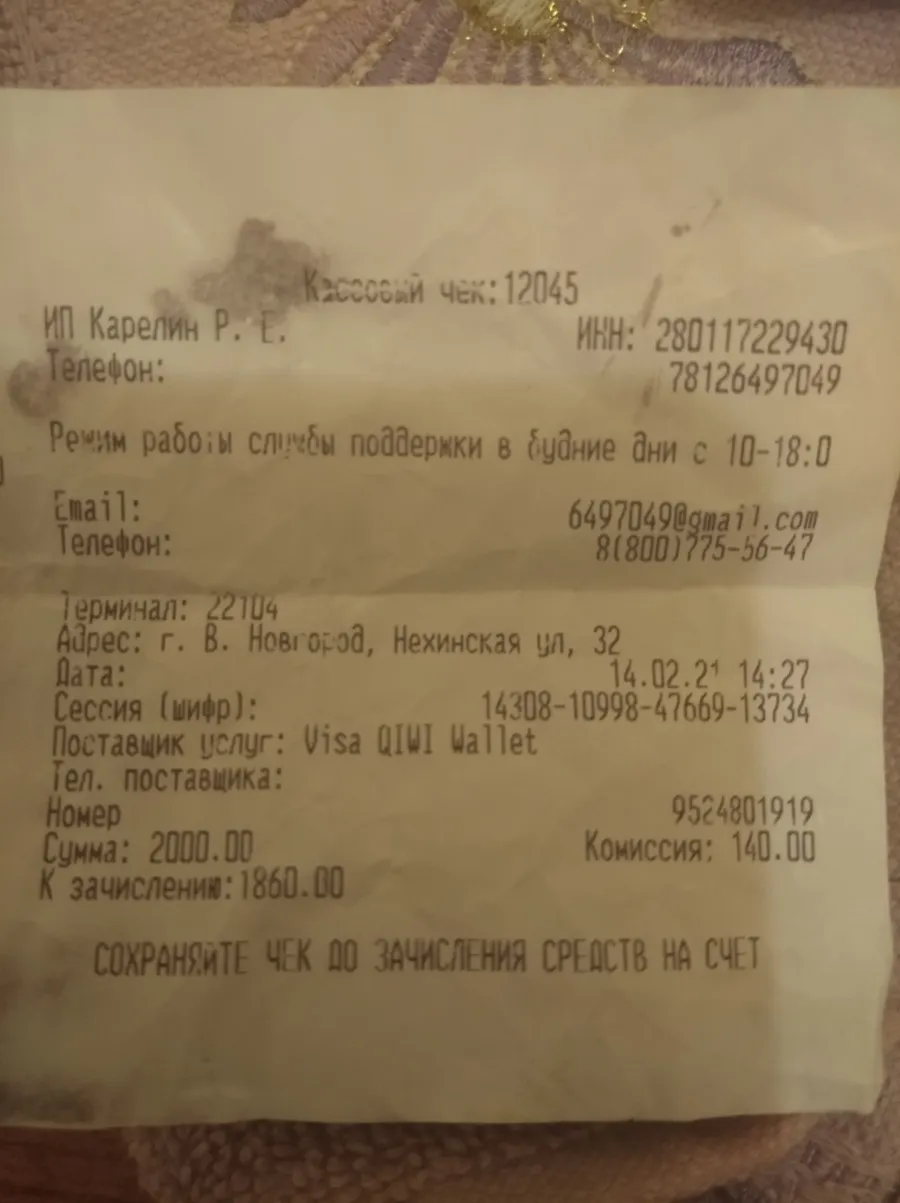 Кассовый чек:12045
ИП Карелин Р. Е. ИНН: 280117229430
Телефон: 78126497049
Режим работы службы поддержки в будние дни с 10-18:0
Email: 6497049@gmail.com
Телефон: 8(800)775-56-47
Терминал: 22104
Адрес: г. В. Новгород, Нехинская ул, 32
Дата: 14.02.21 14:27
Сессия (шифр): 14308-10998-47669-13734
Поставщик услуг: Visa QIWI Wallet
Тел. поставщика:
Номер 9524801919
Сумма: 2000.00 Комиссия: 140.00
К зачислению:1860.00
СОХРАНЯЙТЕ ЧЕК ДО ЗАЧИСЛЕНИЯ СРЕДСТВ НА СЧЕТ